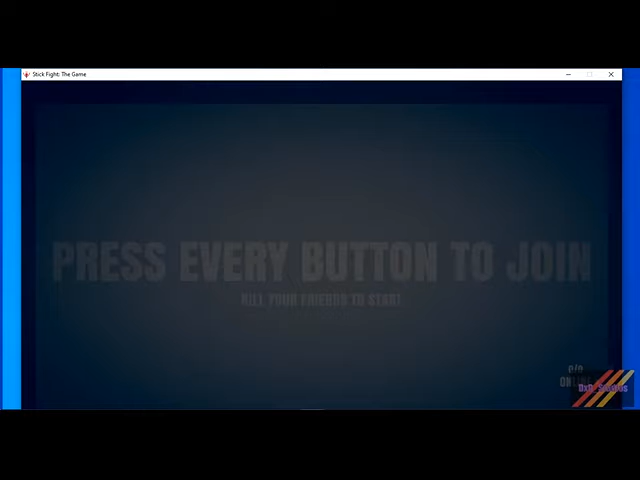 Stick Fight: The Game
PRESS EVERY BUTTON TO JOIN
KILL YOUR FRIENDS TO START